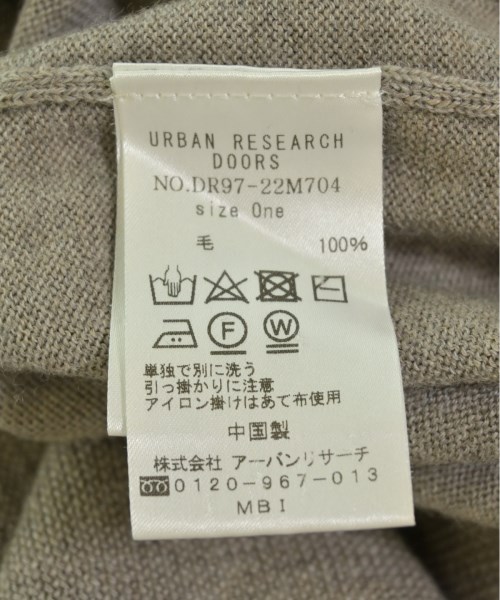 URBAN RESEARCH
DOORS
NO.DR97-22M704
size One
毛 100%
F W
単独で別に洗う
引っ掛かりに注意
アイロン掛けはあて布使用
中国製
株式会社 アーバンリサーチ
0120-967-013
MBI